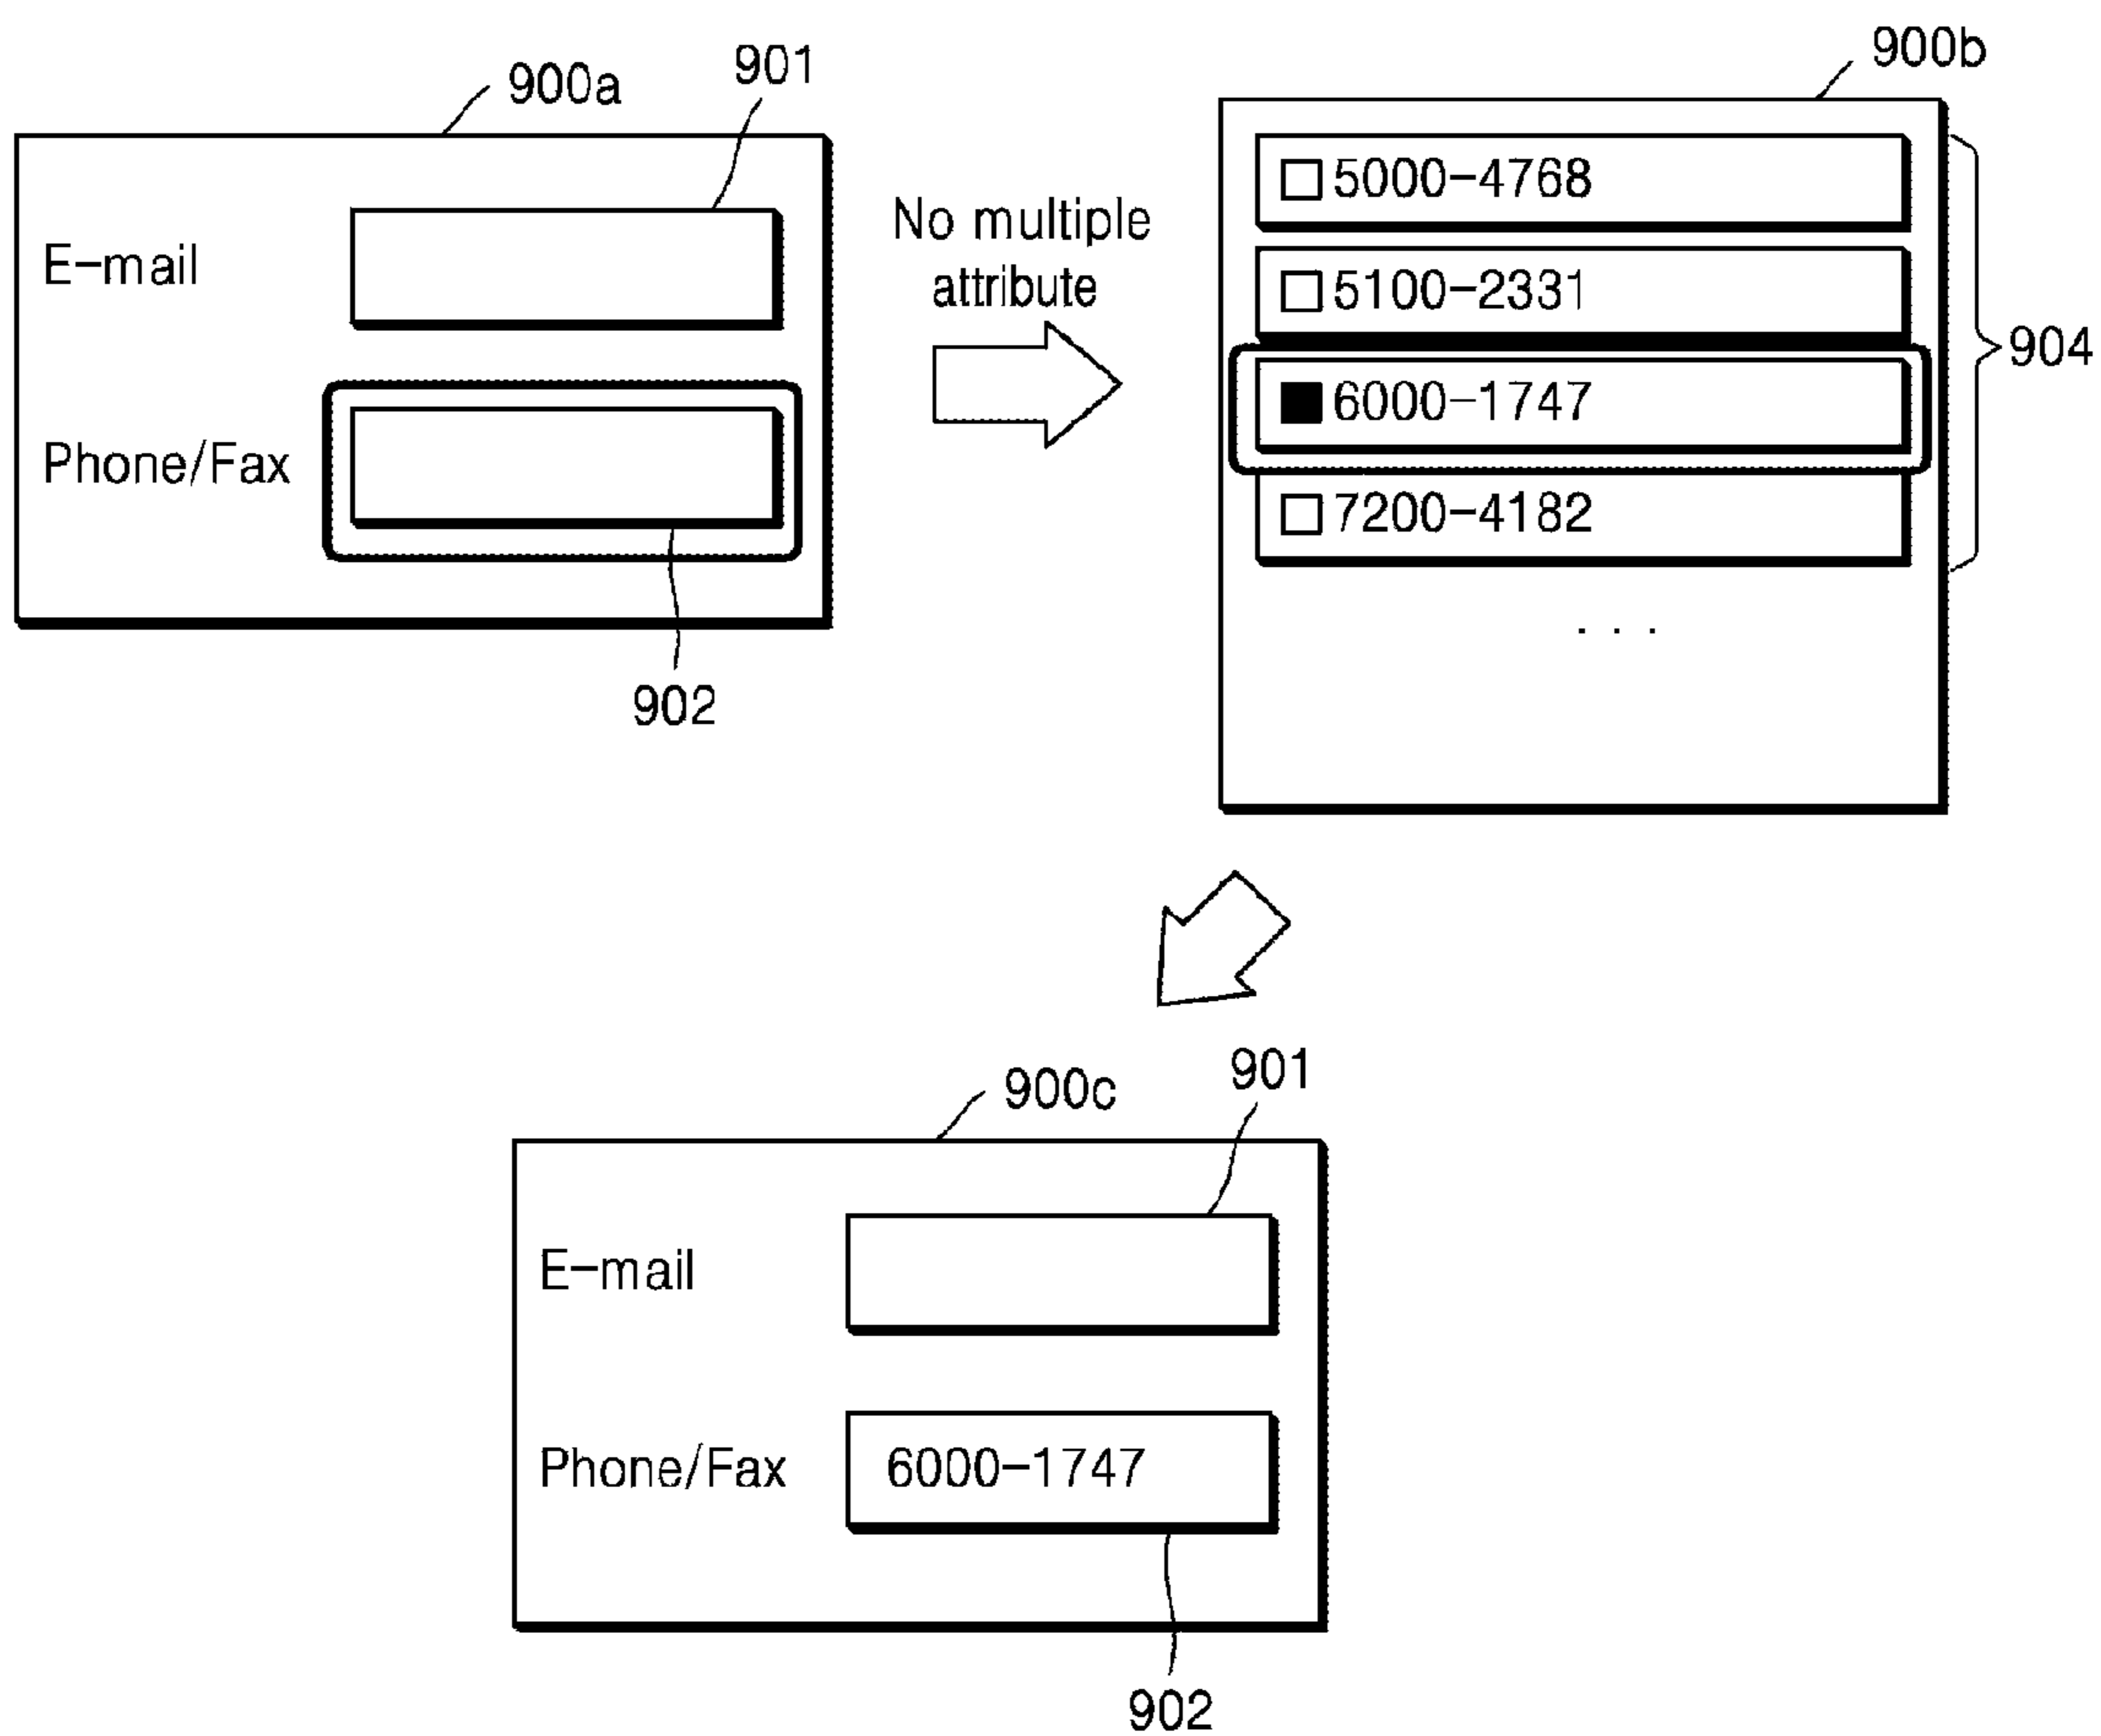 900a
901
E-mail
Phone/Fax
902
No multiple
attribute
900b
5000-4768
5100-2331
6000-1747
7200-4182
. . .
904
900c
901
E-mail
Phone/Fax
6000-1747
902